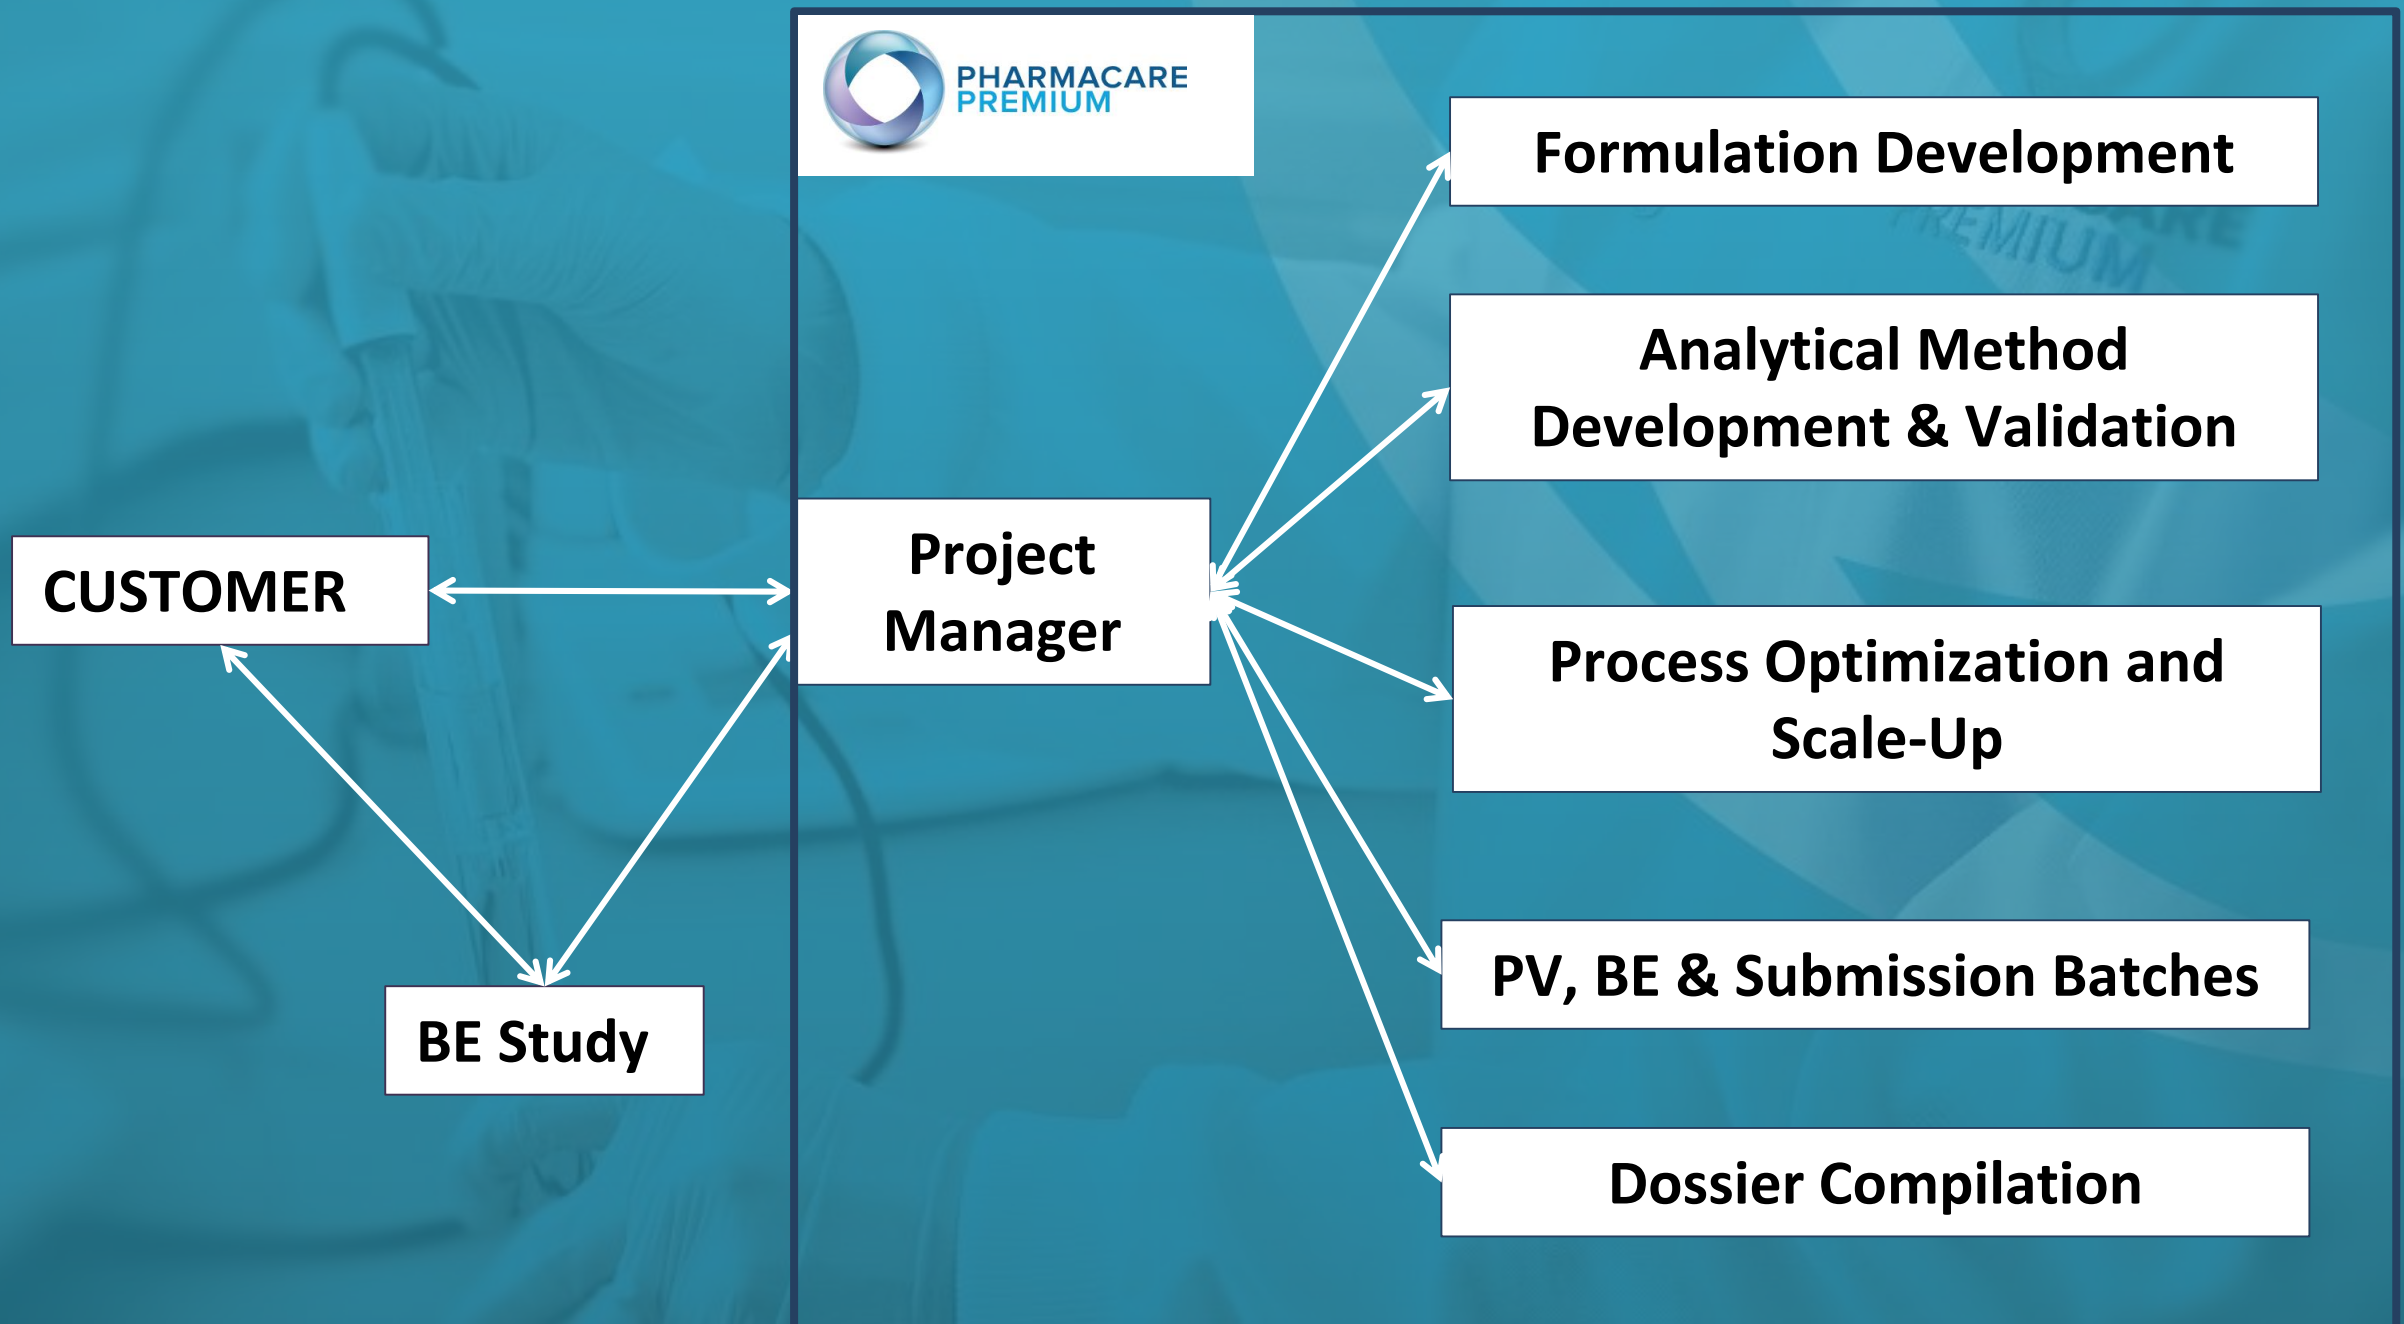 PHARMACARE
PREMIUM
Formulation Development
PREMIUM
Analytical Method
Development & Validation
Project
Manager
CUSTOMER
Process Optimization and
Scale-Up
PV, BE & Submission Batches
BE Study
Dossier Compilation